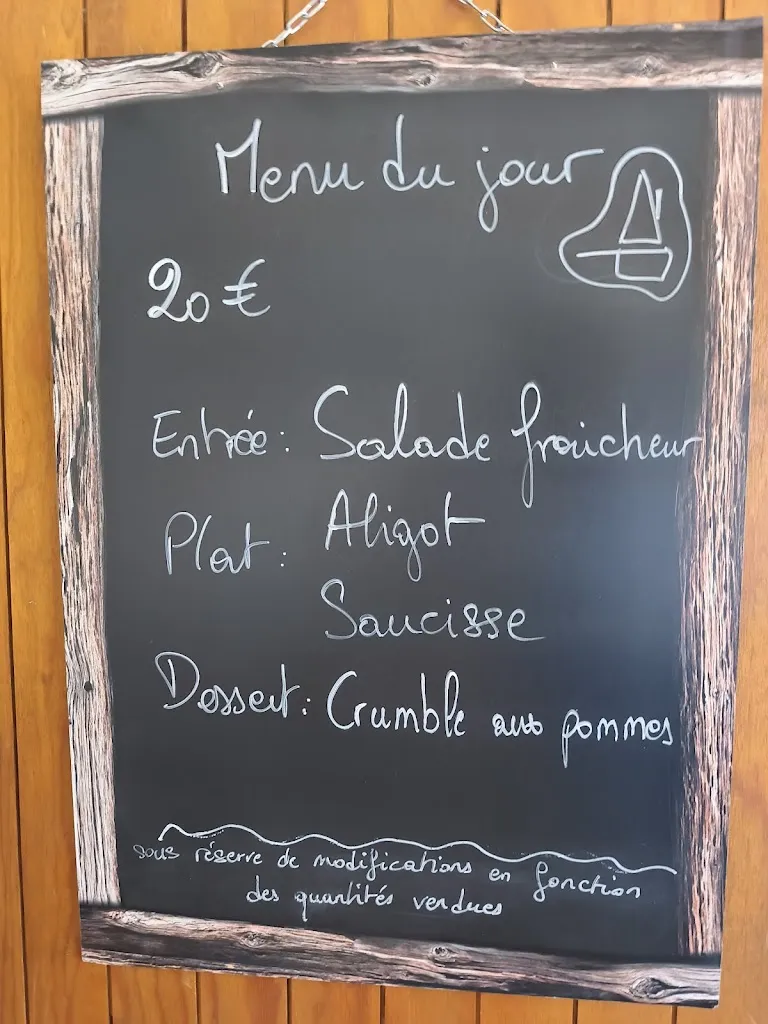 Menu du jour
20 €
Entrée : Salade fraicheur
Plat : Aligot
Saucisse
Dessert : Crumble aux pommes
sous réserve de modifications en fonction
des quantités vendues